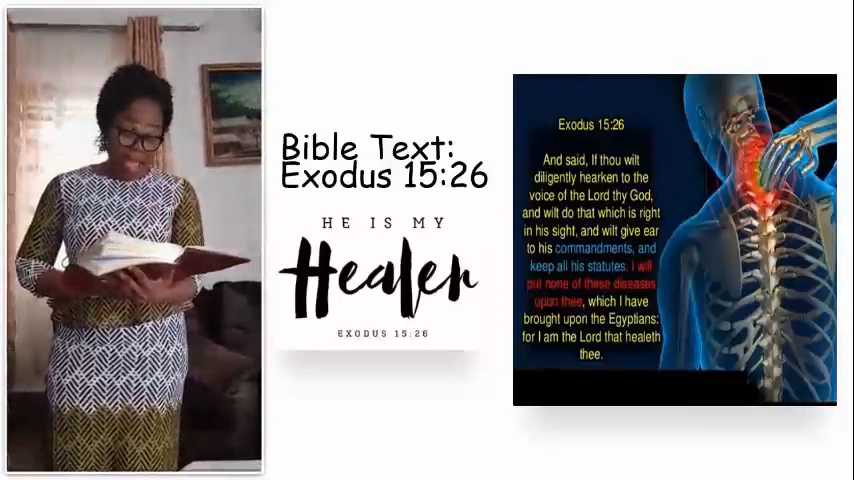 Bible Text:
Exodus 15:26
HE IS MY
Healer
EXODUS 15:26
Exodus 15:26
And said, If thou wilt
diligently hearken to the
voice of the Lord thy God,
and wilt do that which is right
in his sight, and wilt give ear
to his commandments, and
keep all his statutes. I will
put none of these diseases
upon thee, which I have
brought upon the Egyptians:
for I am the Lord that healeth
thee.